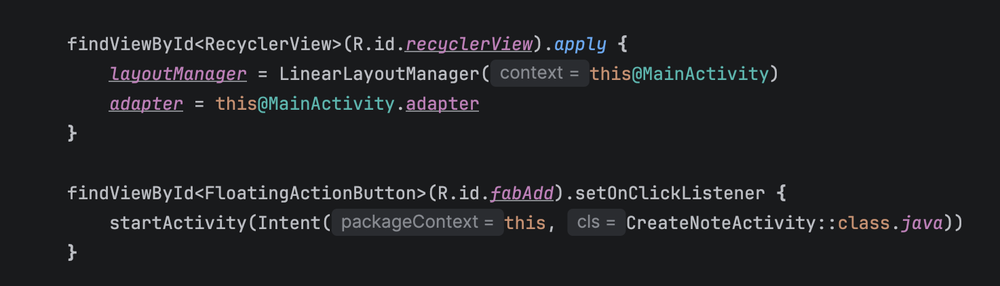 findViewById<RecyclerView>(R.id.recyclerView).apply {
layoutManager = LinearLayoutManager( context = this@MainActivity)
adapter = this@MainActivity.adapter
}
findViewById<FloatingActionButton>(R.id.fabAdd).setOnClickListener {
startActivity(Intent( packageContext = this, cls = CreateNoteActivity::class.java))
}